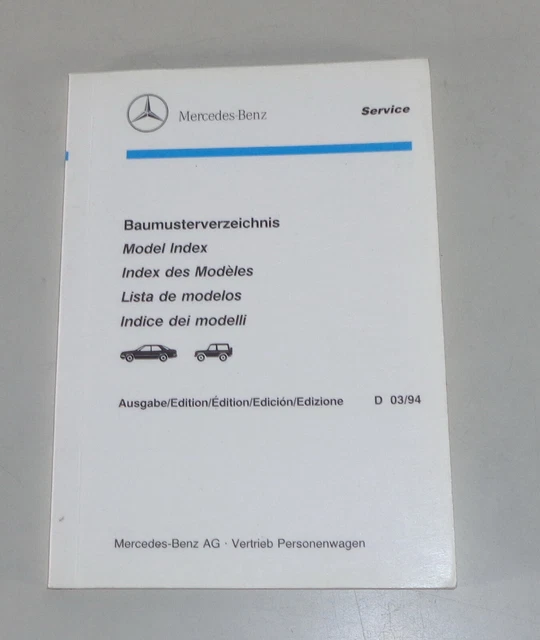 Mercedes-Benz Service
Baumusterverzeichnis
Model Index
Index des Modèles
Lista de modelos
Indice dei modelli
Ausgabe/Edition/Édition/Edición/Edizione D 03/94
Mercedes-Benz AG · Vertrieb Personenwagen